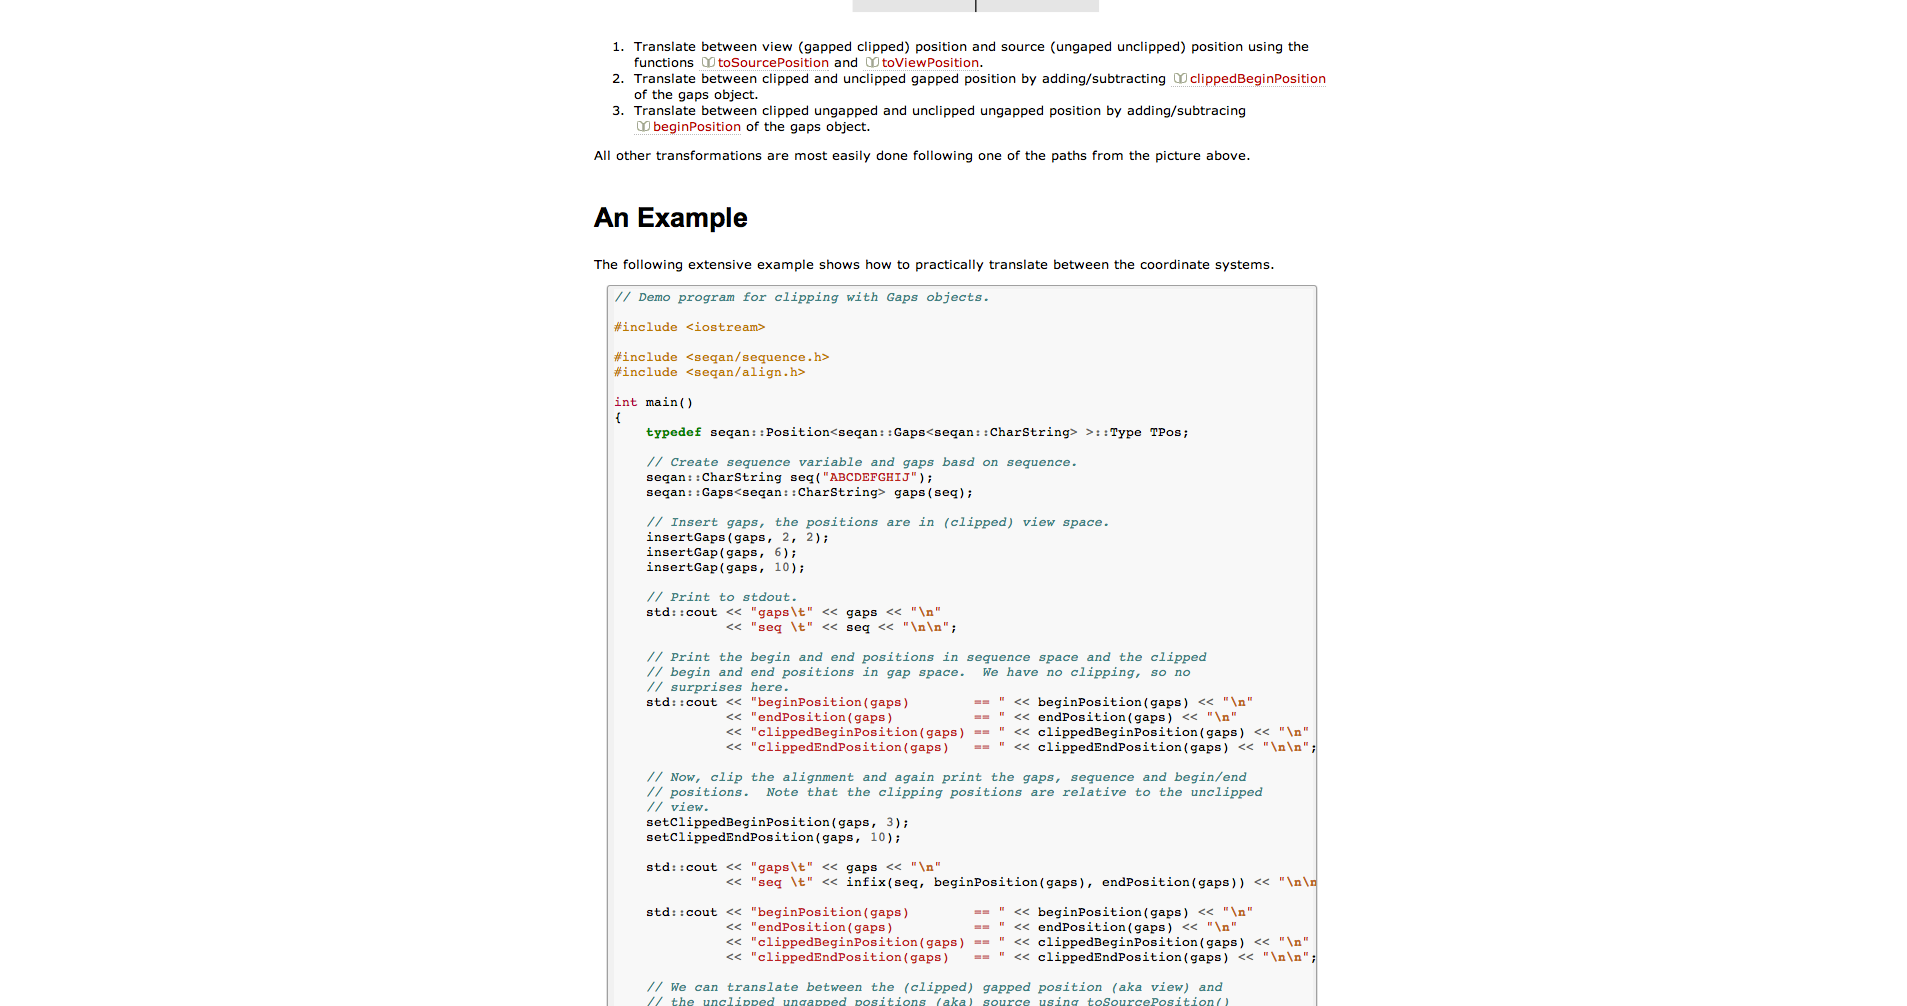 1. Translate between view (gapped clipped) position and source (ungaped unclipped) position using the
functions toSourcePosition and toViewPosition.
2. Translate between clipped and unclipped gapped position by adding/subtracting clippedBeginPosition
of the gaps object.
3. Translate between clipped ungapped and unclipped ungapped position by adding/subtracing
beginPosition of the gaps object.
All other transformations are most easily done following one of the paths from the picture above.
An Example
The following extensive example shows how to practically translate between the coordinate systems.
// Demo program for clipping with Gaps objects.
#include <iostream>
#include <seqan/sequence.h>
#include <seqan/align.h>
int main()
{
    typedef seqan::Position<seqan::Gaps<seqan::CharString> >::Type TPos;
    // Create sequence variable and gaps basd on sequence.
    seqan::CharString seq("ABCDEFGHIJ");
    seqan::Gaps<seqan::CharString> gaps(seq);
    // Insert gaps, the positions are in (clipped) view space.
    insertGaps(gaps, 2, 2);
    insertGap(gaps, 6);
    insertGap(gaps, 10);
    // Print to stdout.
    std::cout << "gaps\t" << gaps << "\n"
              << "seq \t" << seq << "\n\n";
    // Print the begin and end positions in sequence space and the clipped
    // begin and end positions in gap space.  We have no clipping, so no
    // surprises here.
    std::cout << "beginPosition(gaps)        == " << beginPosition(gaps) << "\n"
              << "endPosition(gaps)          == " << endPosition(gaps) << "\n"
              << "clippedBeginPosition(gaps) == " << clippedBeginPosition(gaps) << "\n"
              << "clippedEndPosition(gaps)   == " << clippedEndPosition(gaps) << "\n\n";
    // Now, clip the alignment and again print the gaps, sequence and begin/end
    // positions.  Note that the clipping positions are relative to the unclipped
    // view.
    setClippedBeginPosition(gaps, 3);
    setClippedEndPosition(gaps, 10);
    std::cout << "gaps\t" << gaps << "\n"
              << "seq \t" << infix(seq, beginPosition(gaps), endPosition(gaps)) << "\n\n
    std::cout << "beginPosition(gaps)        == " << beginPosition(gaps) << "\n"
              << "endPosition(gaps)          == " << endPosition(gaps) << "\n"
              << "clippedBeginPosition(gaps) == " << clippedBeginPosition(gaps) << "\n"
              << "clippedEndPosition(gaps)   == " << clippedEndPosition(gaps) << "\n\n";
    // We can translate between the (clipped) gapped position (aka view) and
    // the unclipped ungapped positions (aka) source using toSourcePosition()